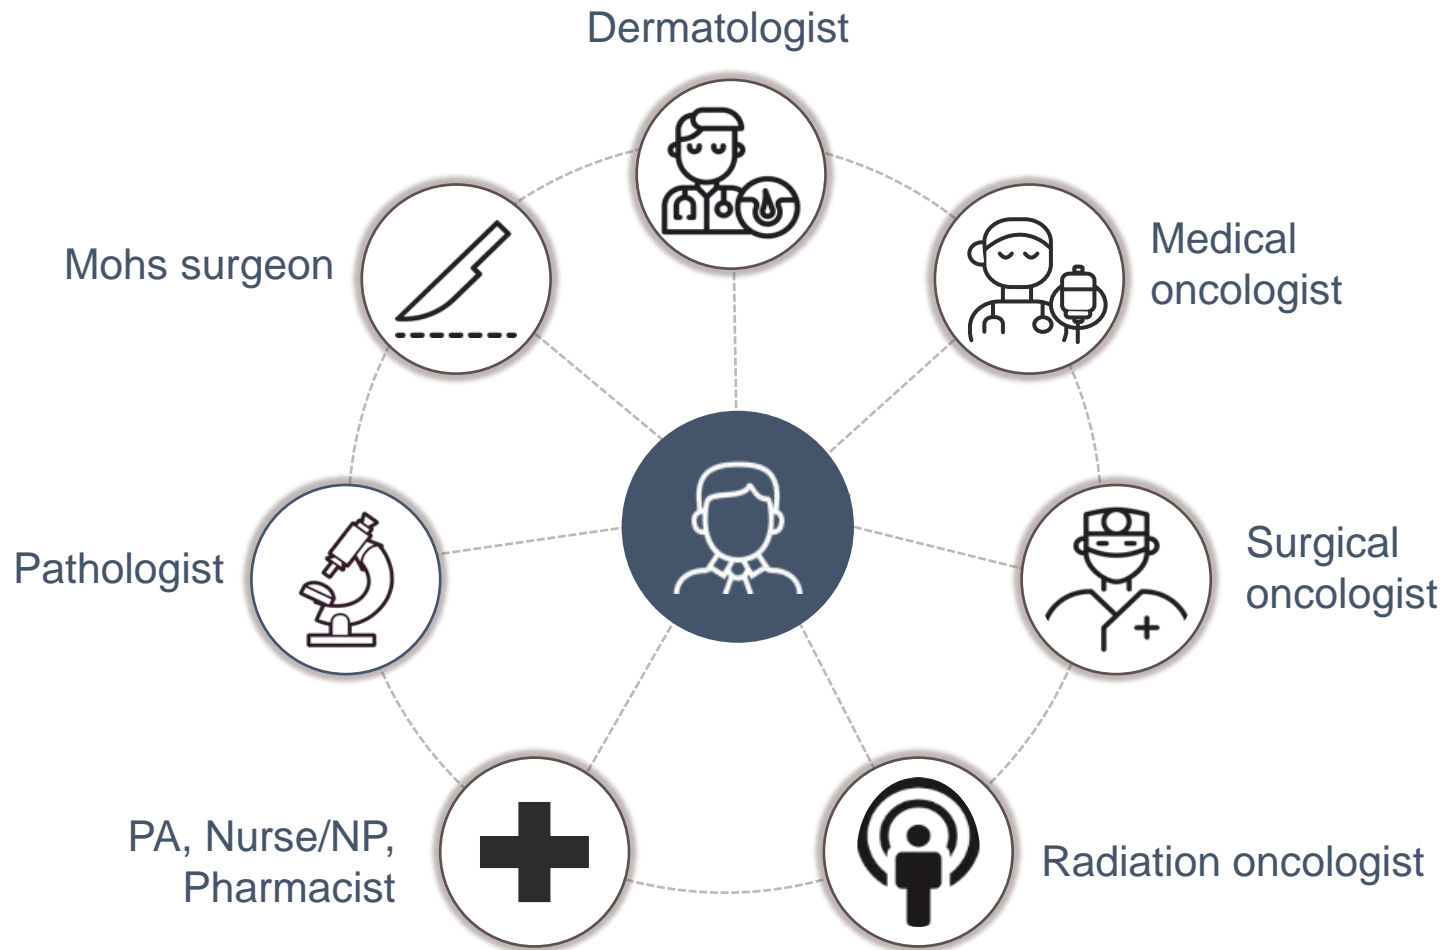 Dermatologist
Mohs surgeon
Medical
oncologist
Pathologist
Surgical
oncologist
PA, Nurse/NP,
Pharmacist
Radiation oncologist